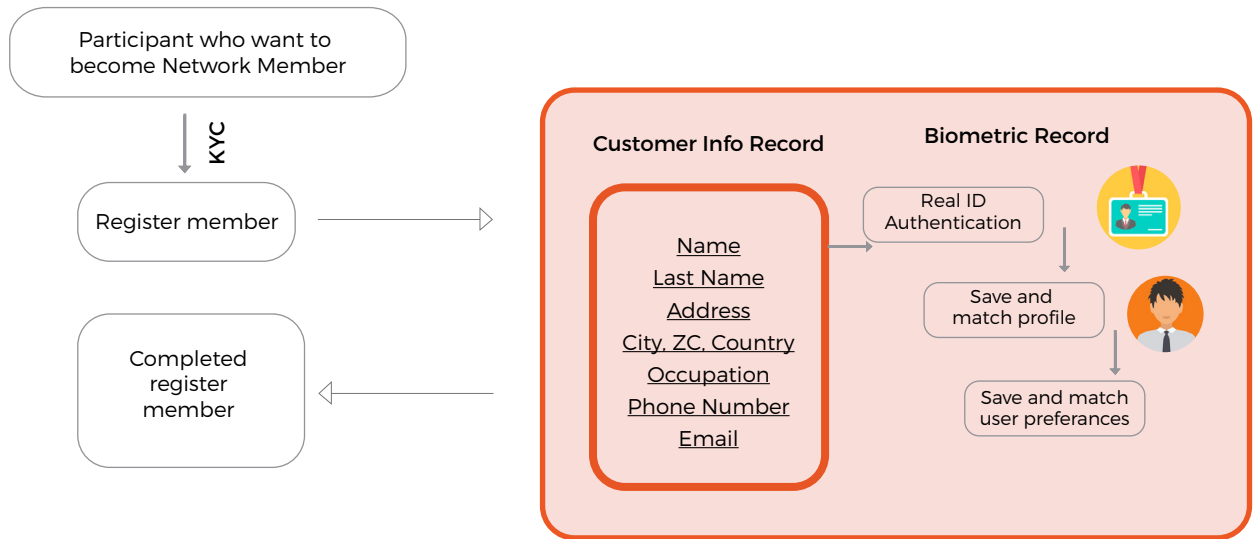 Participant who want to
become Network Member
KYC
Register member
Completed
register
member
Customer Info Record
Name
Last Name
Address
City, ZC, Country
Occupation
Phone Number
Email
Biometric Record
Real ID
Authentication
Save and
match profile
Save and match
user preferances